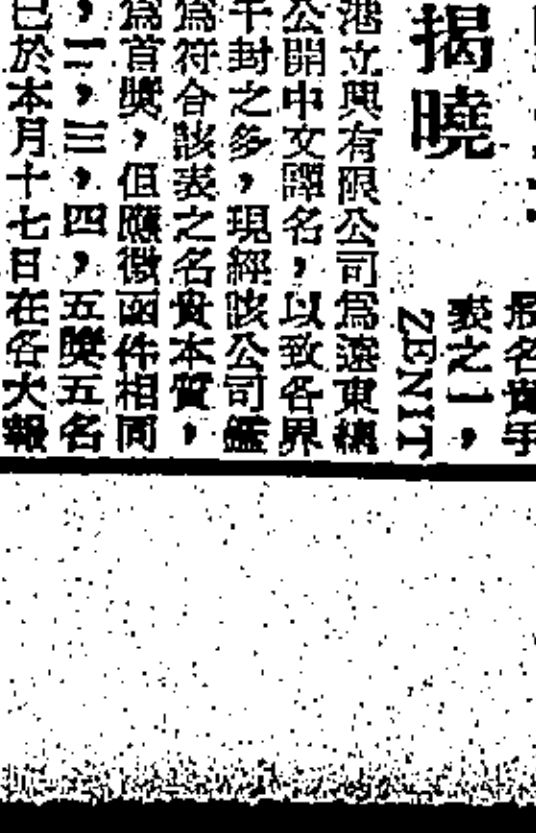 揭曉
般名貴手
表之一，
ZENIT
港立興有限公司為遠東總
公開中文譯名，以致各界
千封之多，現經該公司鑑
為符合該表之名貴本質，
為首獎，但應徵函件相同
，二，三，四，五獎五名
已於本月十七日在各大報